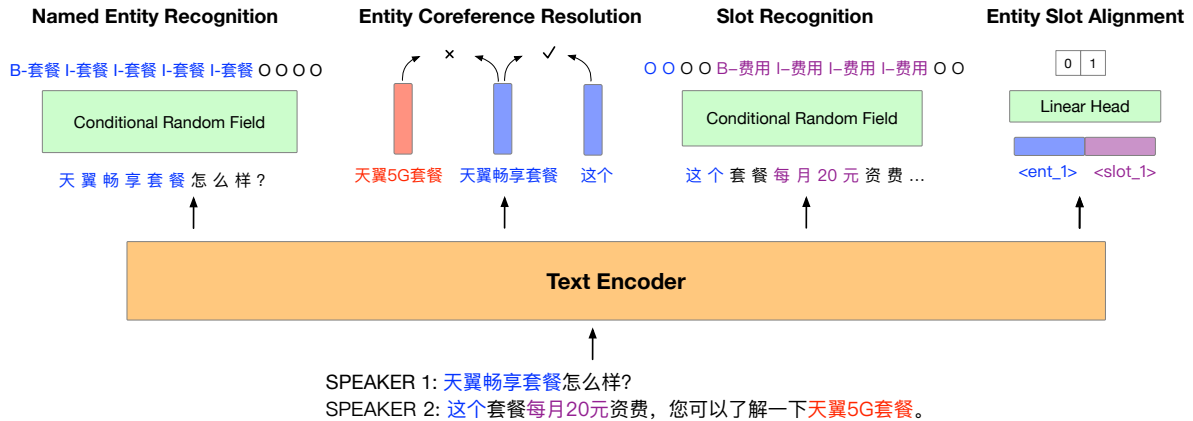 Named Entity Recognition
Entity Coreference Resolution
Slot Recognition
Entity Slot Alignment
B-套餐 I-套餐 I-套餐 I-套餐 I-套餐 O O O O
× ✓
O O O O B-费用 I-费用 I-费用 I-费用 O O
0 1
Conditional Random Field
Conditional Random Field
Linear Head
天 翼 畅 享 套 餐 怎 么 样 ?
天翼5G套餐 天翼畅享套餐 这个
这 个 套 餐 每 月 20 元 资 费 ...
<ent_1> <slot_1>
Text Encoder
SPEAKER 1: 天翼畅享套餐怎么样?
SPEAKER 2: 这个套餐每月20元资费，您可以了解一下天翼5G套餐。